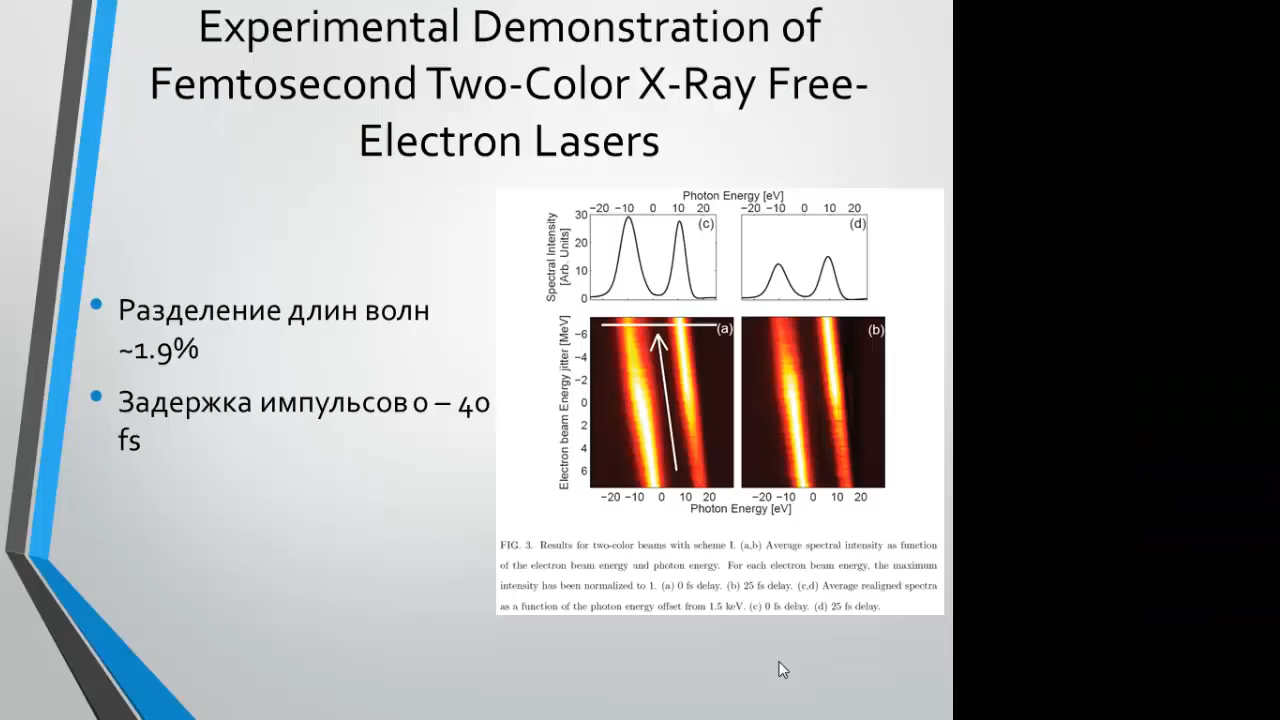 Experimental Demonstration of
Femtosecond Two-Color X-Ray Free-
Electron Lasers
• Разделение длин волн
~1.9%
• Задержка импульсов 0 – 40
fs
Photon Energy [eV]
−20 −10 0 10 20
−20 −10 0 10 20
Spectral Intensity
[Arb. Units]
30
20
10
0
(c)
(d)
Electron beam Energy jitter [MeV]
−6
−4
−2
0
2
4
6
(a)
(b)
−20 −10 0 10 20
−20 −10 0 10 20
Photon Energy [eV]
FIG. 3. Results for two-color beams with scheme I. (a,b) Average spectral intensity as function
of the electron beam energy and photon energy. For each electron beam energy, the maximum
intensity has been normalized to 1. (a) 0 fs delay. (b) 25 fs delay. (c,d) Average realigned spectra
as a function of the photon energy offset from 1.5 keV. (c) 0 fs delay. (d) 25 fs delay.